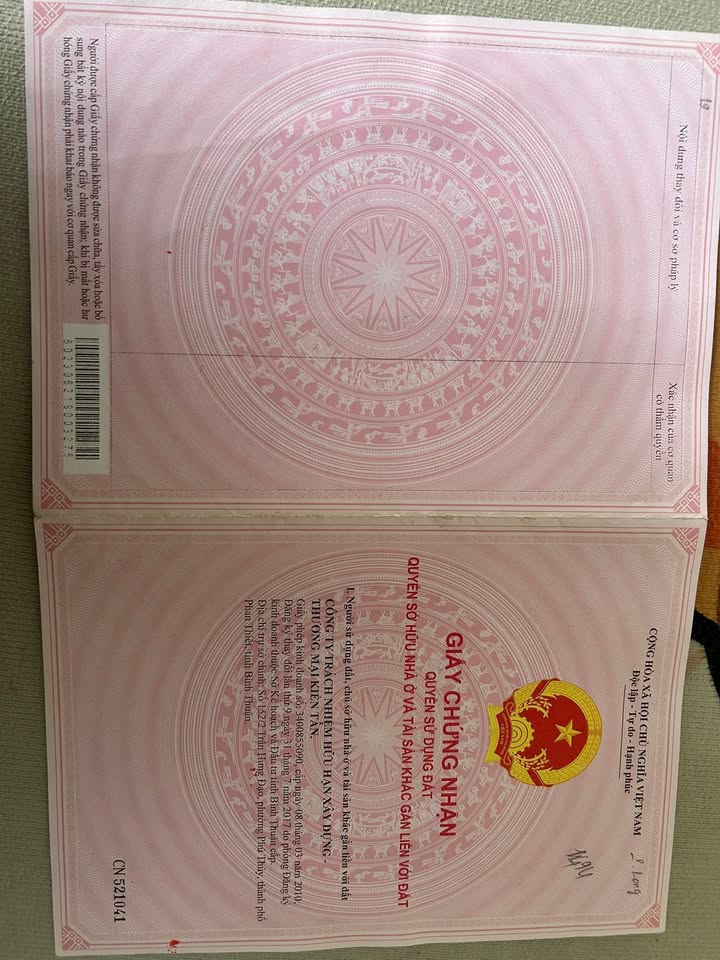 19
Nội dung thay đổi và cơ sở pháp lý
Xác nhận của cơ quan
có thẩm quyền
Người được cấp Giấy chứng nhận không được sửa chữa, tẩy xóa hoặc bổ
sung bất kỳ nội dung nào trong Giấy chứng nhận; khi bị mất hoặc hư
hỏng Giấy chứng nhận phải khai báo ngay với cơ quan cấp Giấy.
CỘNG HÒA XÃ HỘI CHỦ NGHĨA VIỆT NAM
Độc lập - Tự do - Hạnh phúc
Long
GIẤY CHỨNG NHẬN
QUYỀN SỬ DỤNG ĐẤT
QUYỀN SỞ HỮU NHÀ Ở VÀ TÀI SẢN KHÁC GẮN LIỀN VỚI ĐẤT
I. Người sử dụng đất, chủ sở hữu nhà ở và tài sản khác gắn liền với đất
CÔNG TY TRÁCH NHIỆM HỮU HẠN XÂY DỰNG -
THƯƠNG MẠI KIẾN TÂN.
Giấy phép kinh doanh số: 3400855090, cấp ngày 08 tháng 03 năm 2010;
Đăng ký thay đổi lần thứ 9 ngày 31 tháng 7 năm 2017 do phòng Đăng ký
kinh doanh thuộc Sở Kế hoạch và Đầu tư tỉnh Bình Thuận cấp.
Địa chỉ trụ sở chính: Số 152/2 Trần Hưng Đạo, phường Phú Thủy, thành phố
Phan Thiết, tỉnh Bình Thuận.
CN 521041